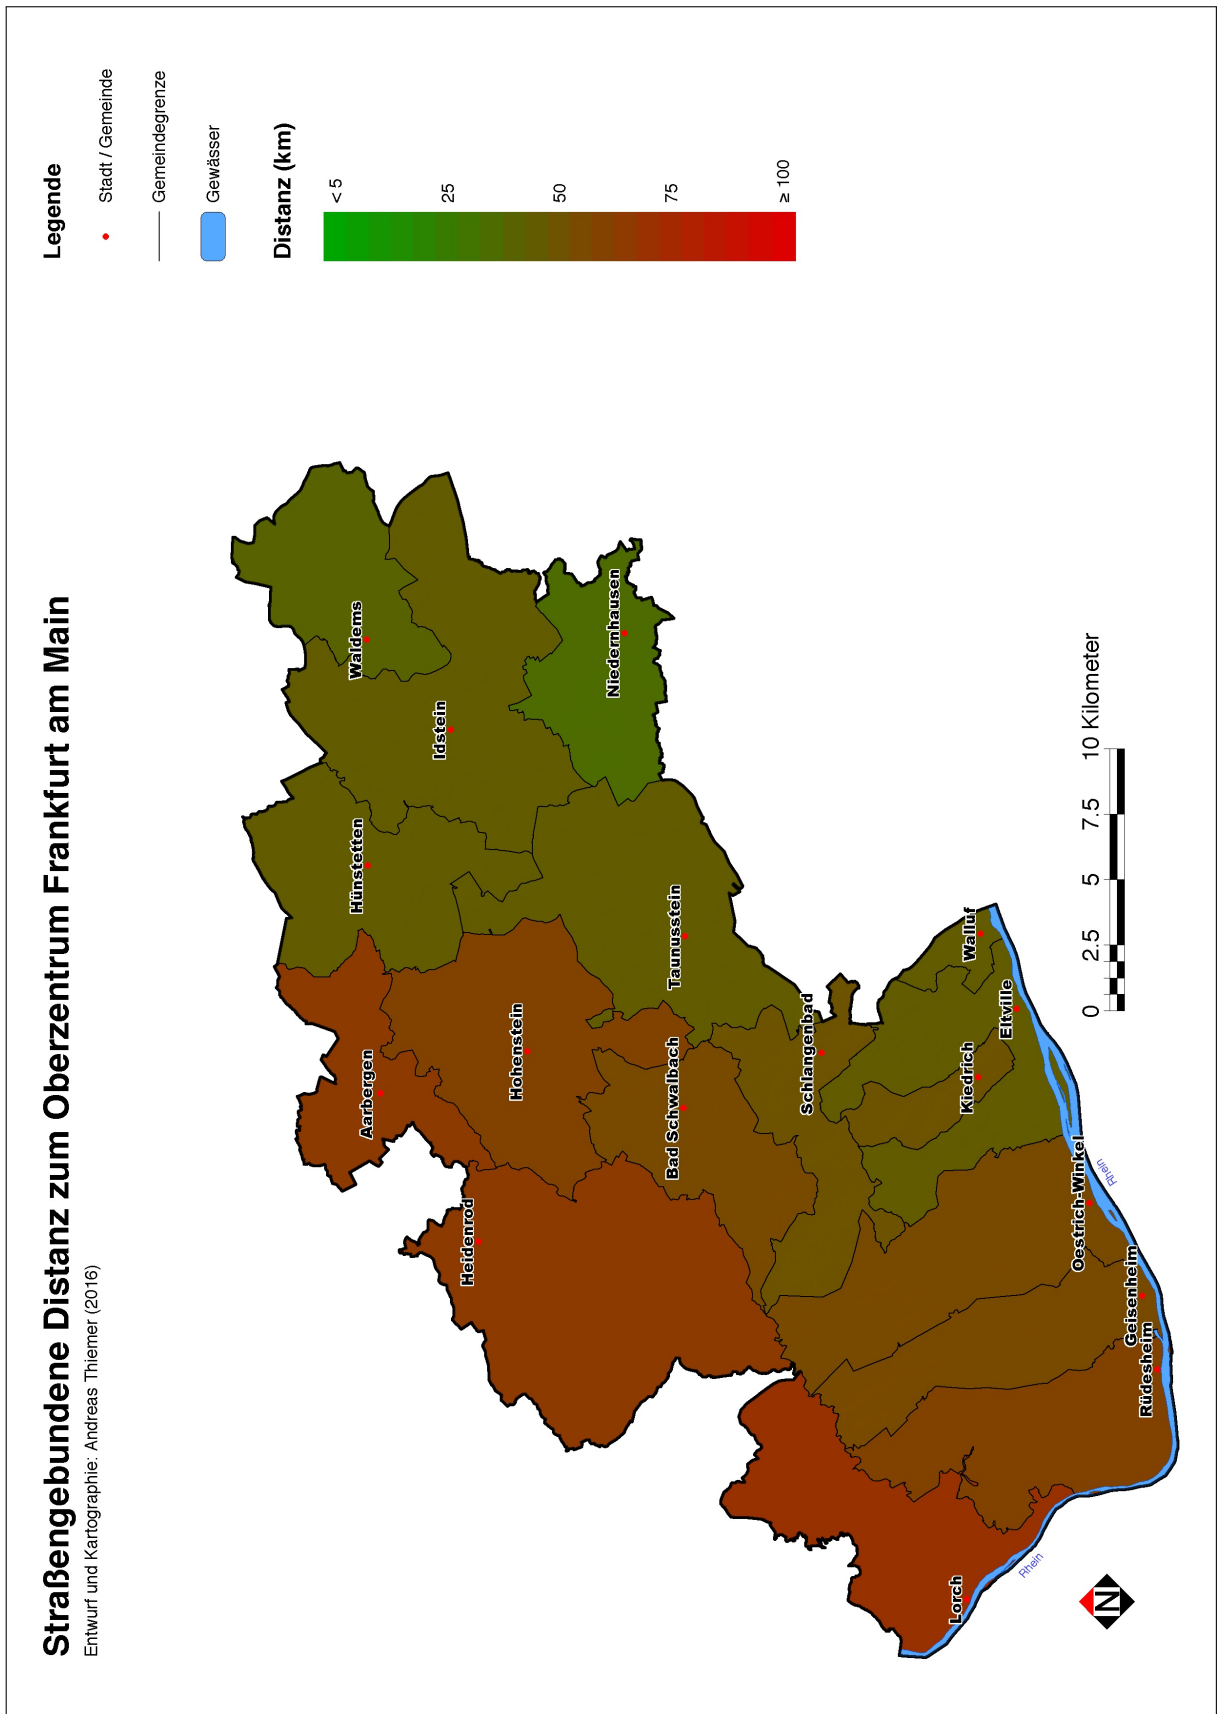 Straßengebundene Distanz zum Oberzentrum Frankfurt am Main
Entwurf und Kartographie: Andreas Thiemer (2016)
Legende
Stadt / Gemeinde
Gemeindegrenze
Gewässer
Distanz (km)
< 5
25
50
75
≥ 100
Waldems
Hünstetten
Idstein
Aarbergen
Niedernhausen
Heidenrod
Hohenstein
Taunusstein
Bad Schwalbach
Schlangenbad
Walluf
Eltville
Kiedrich
Oestrich-Winkel
Geisenheim
Rüdesheim
Lorch
Rhein
Rhein
0 2.5 5 7.5 10 Kilometer
N